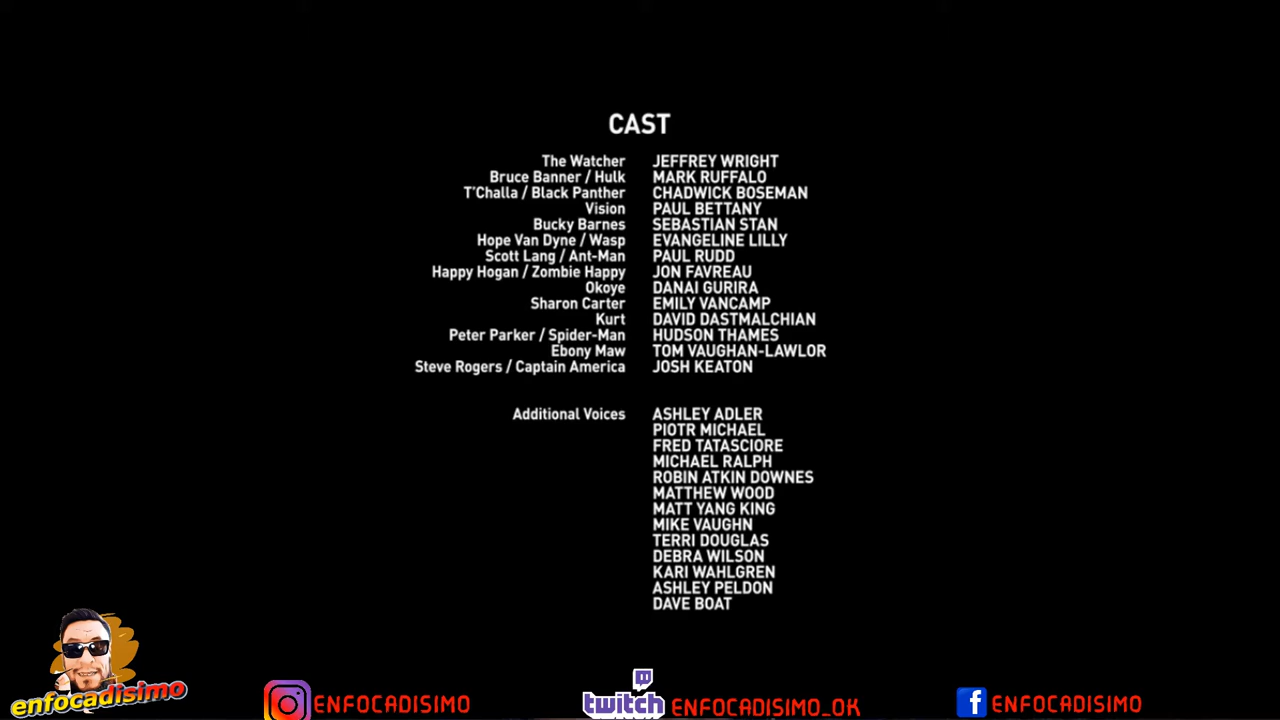 CAST
The Watcher JEFFREY WRIGHT
Bruce Banner / Hulk MARK RUFFALO
T'Challa / Black Panther CHADWICK BOSEMAN
Vision PAUL BETTANY
Bucky Barnes SEBASTIAN STAN
Hope Van Dyne / Wasp EVANGELINE LILLY
Scott Lang / Ant-Man PAUL RUDD
Happy Hogan / Zombie Happy JON FAVREAU
Okoye DANAI GURIRA
Sharon Carter EMILY VANCAMP
Kurt DAVID DASTMALCHIAN
Peter Parker / Spider-Man HUDSON THAMES
Ebony Maw TOM VAUGHAN-LAWLOR
Steve Rogers / Captain America JOSH KEATON
Additional Voices ASHLEY ADLER
PIOTR MICHAEL
FRED TATASCIORE
MICHAEL RALPH
ROBIN ATKIN DOWNES
MATTHEW WOOD
MATT YANG KING
MIKE VAUGHN
TERRI DOUGLAS
DEBRA WILSON
KARI WAHLGREN
ASHLEY PELDON
DAVE BOAT
enfocadisimo ENFOCADISIMO twitch ENFOCADISIMO_OK f ENFOCADISIMO